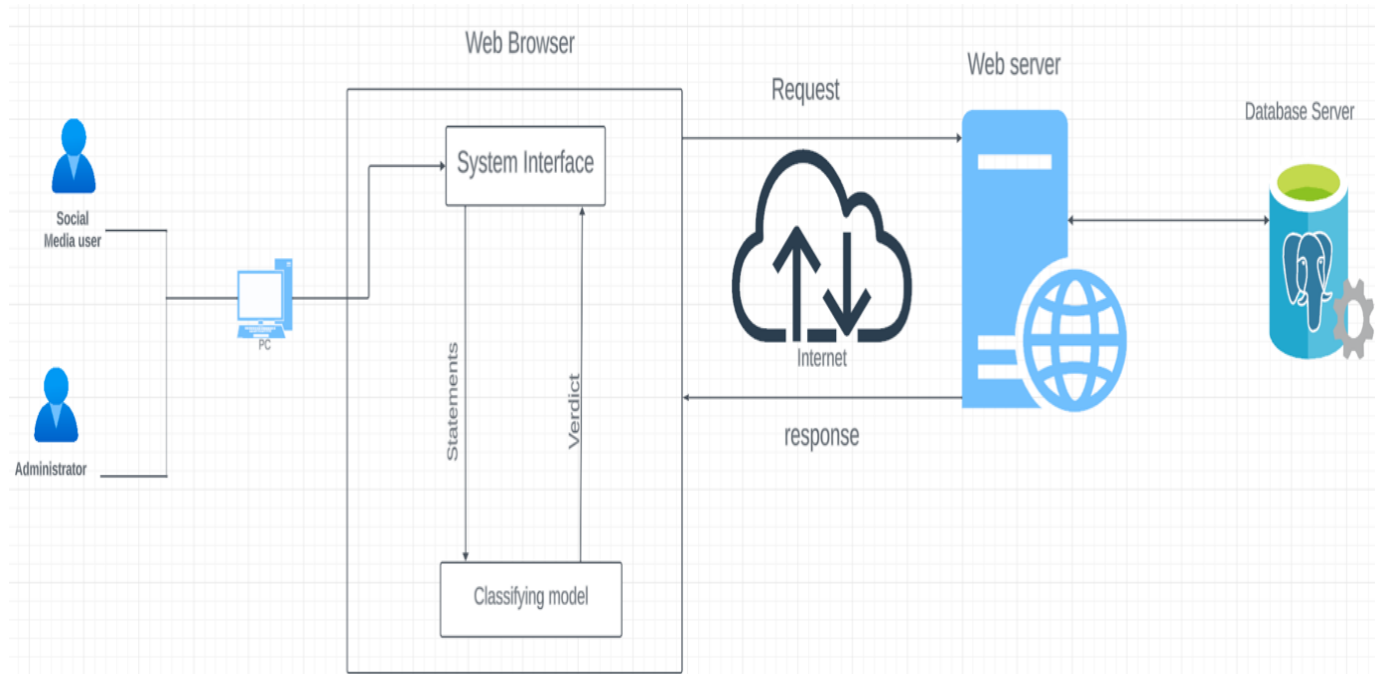 Web Browser
Request
Web server
Database Server
System Interface
Social
Media user
PC
Internet
Statements
Verdict
response
Administrator
Classifying model